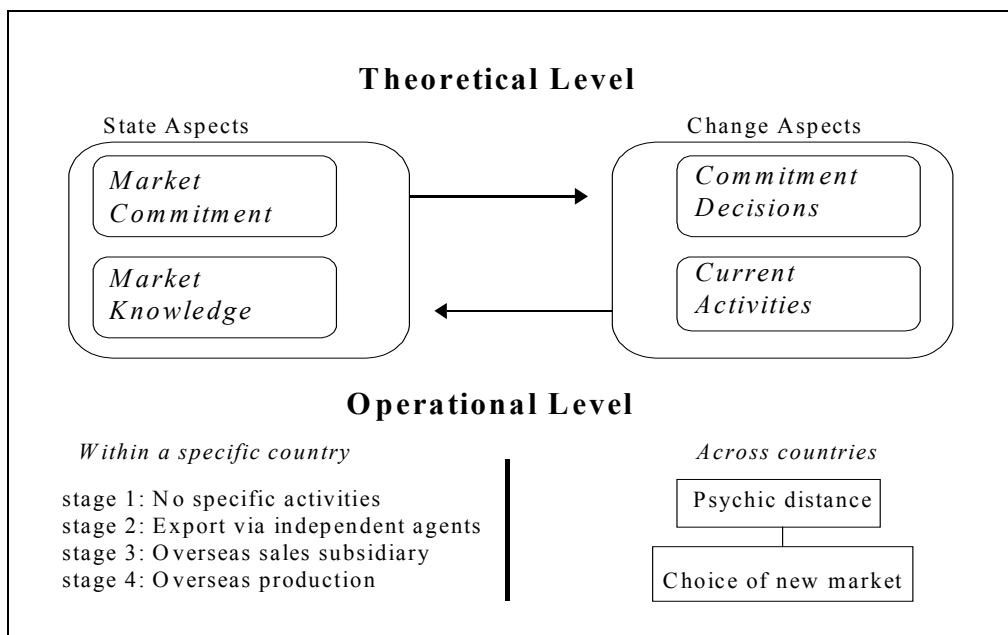 Theoretical Level
State Aspects
Change Aspects
Market
Commitment
Market
Knowledge
Commitment
Decisions
Current
Activities
Operational Level
Within a specific country
stage 1: No specific activities
stage 2: Export via independent agents
stage 3: Overseas sales subsidiary
stage 4: Overseas production
Across countries
Psychic distance
Choice of new market